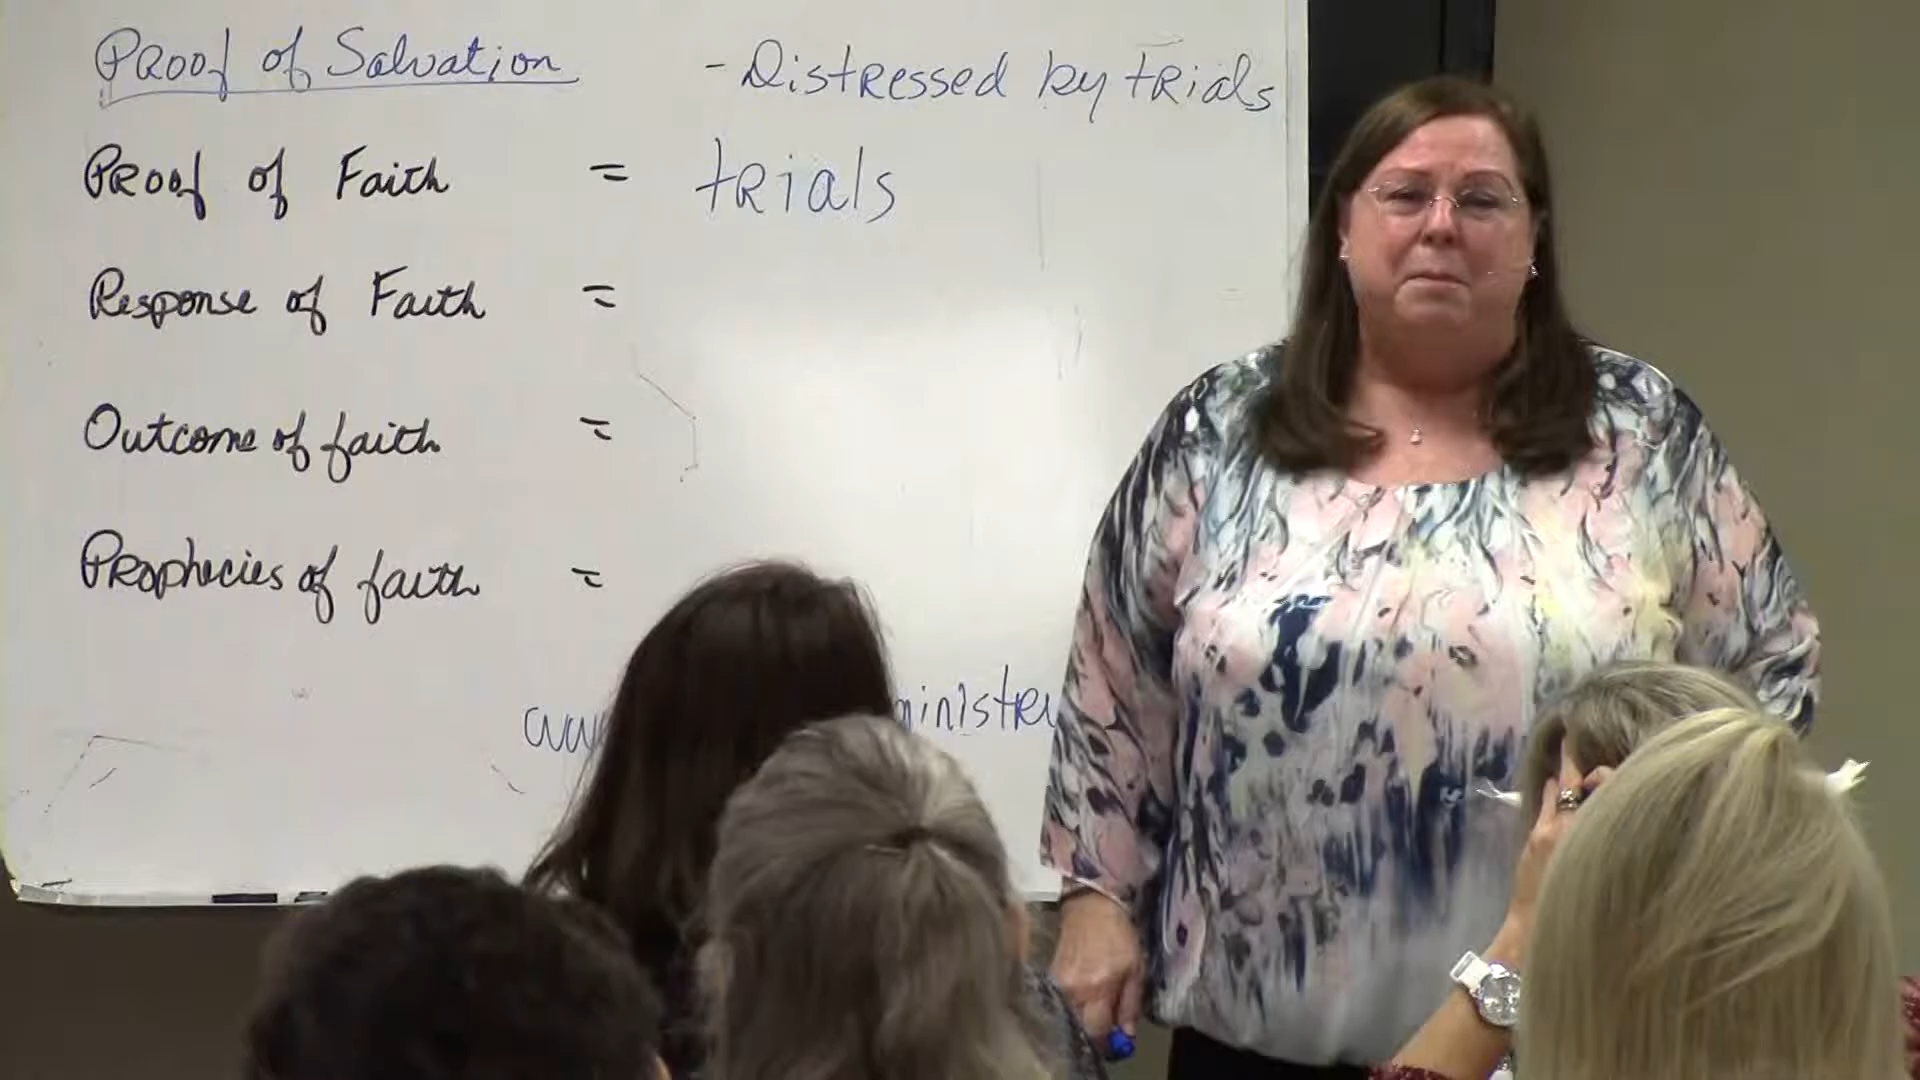 Proof of Salvation - Distressed by trials
Proof of Faith = trials
Response of Faith =
Outcome of faith =
Prophecies of faith =